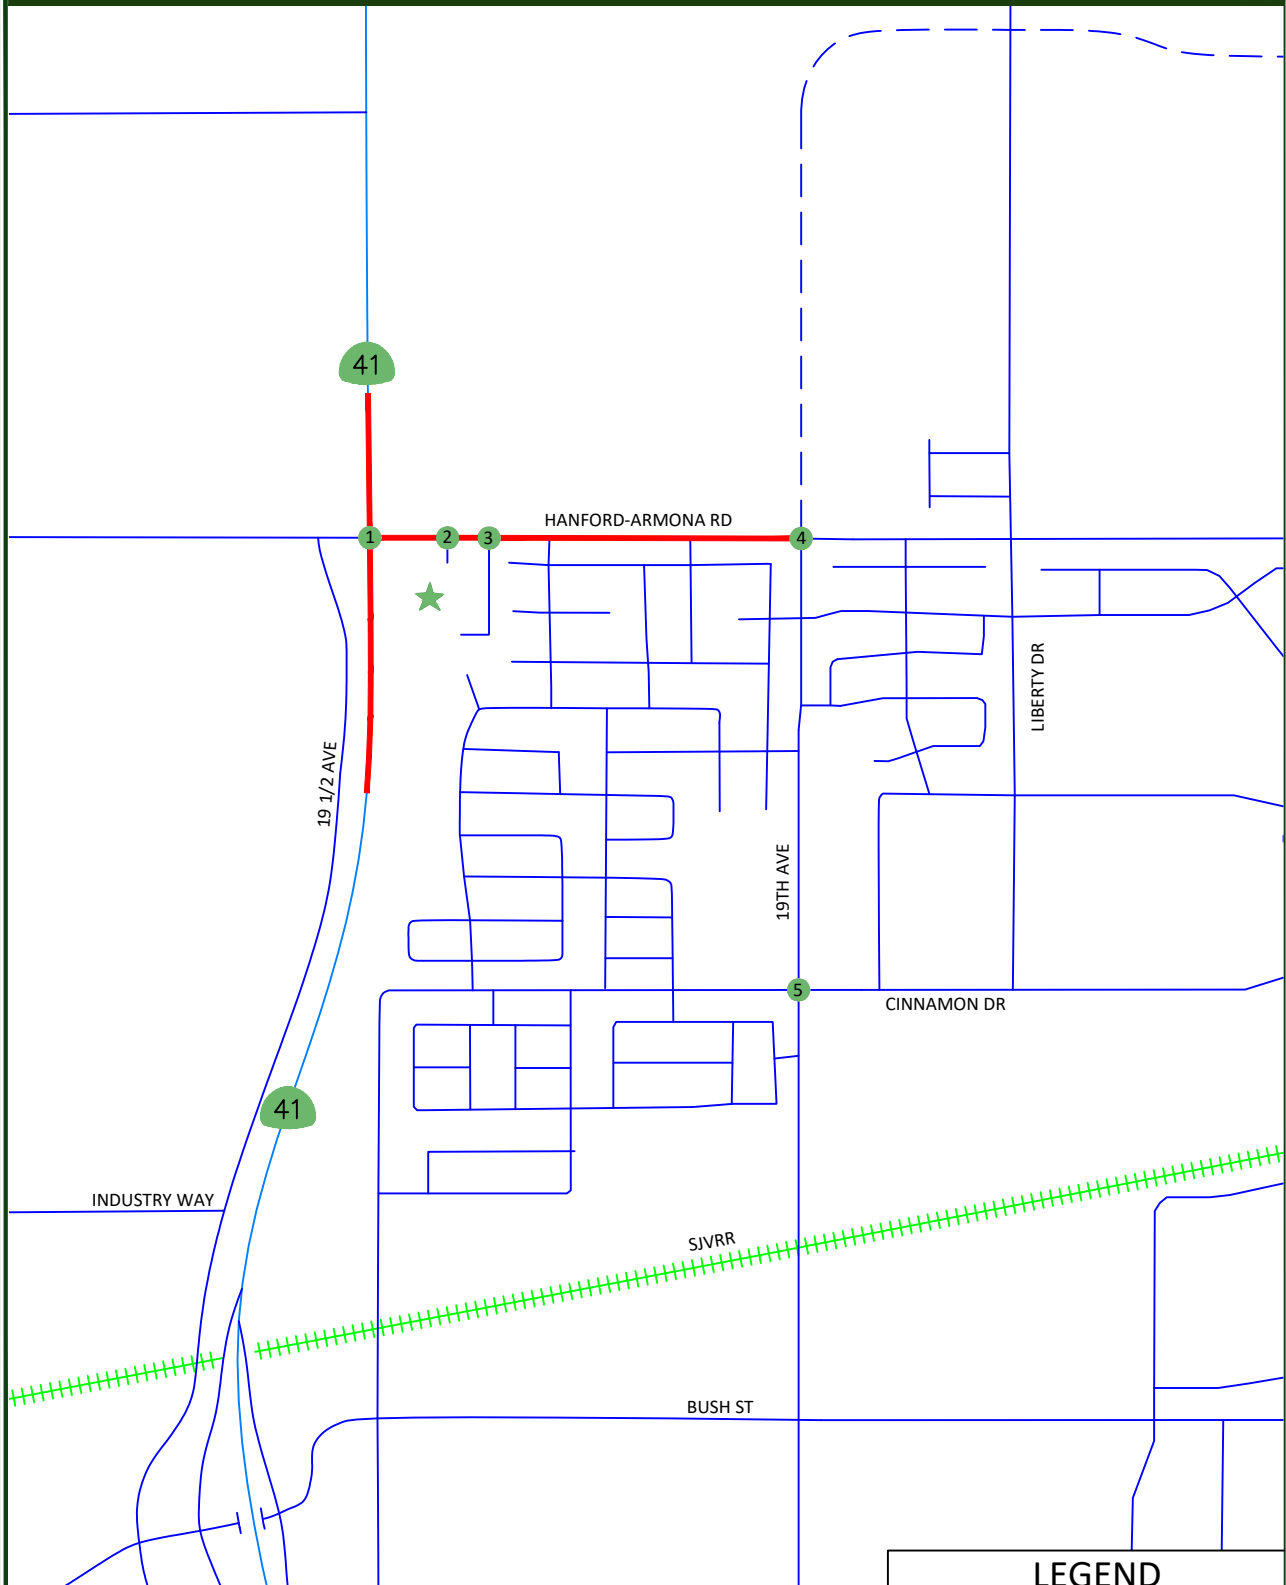 41
HANFORD-ARMONA RD
1
2
3
4
LIBERTY DR
19 1/2 AVE
19TH AVE
5
CINNAMON DR
41
INDUSTRY WAY
SJVRR
BUSH ST
LEGEND